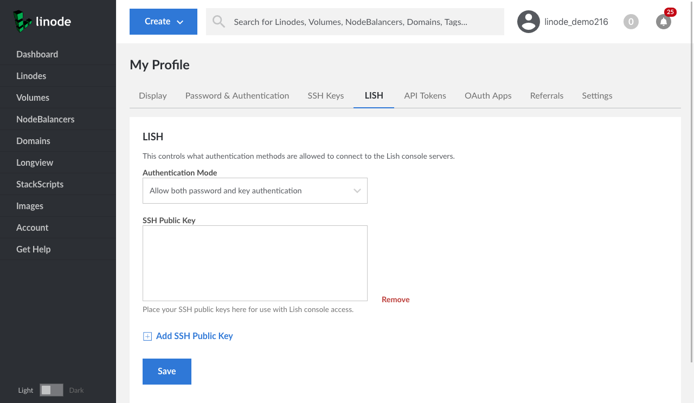 linode
Create
Search for Linodes, Volumes, NodeBalancers, Domains, Tags...
linode_demo216
0
25
Dashboard
Linodes
Volumes
NodeBalancers
Domains
Longview
StackScripts
Images
Account
Get Help
Light
Dark
My Profile
Display
Password & Authentication
SSH Keys
LISH
API Tokens
OAuth Apps
Referrals
Settings
LISH
This controls what authentication methods are allowed to connect to the Lish console servers.
Authentication Mode
Allow both password and key authentication
SSH Public Key
Remove
Place your SSH public keys here for use with Lish console access.
Add SSH Public Key
Save